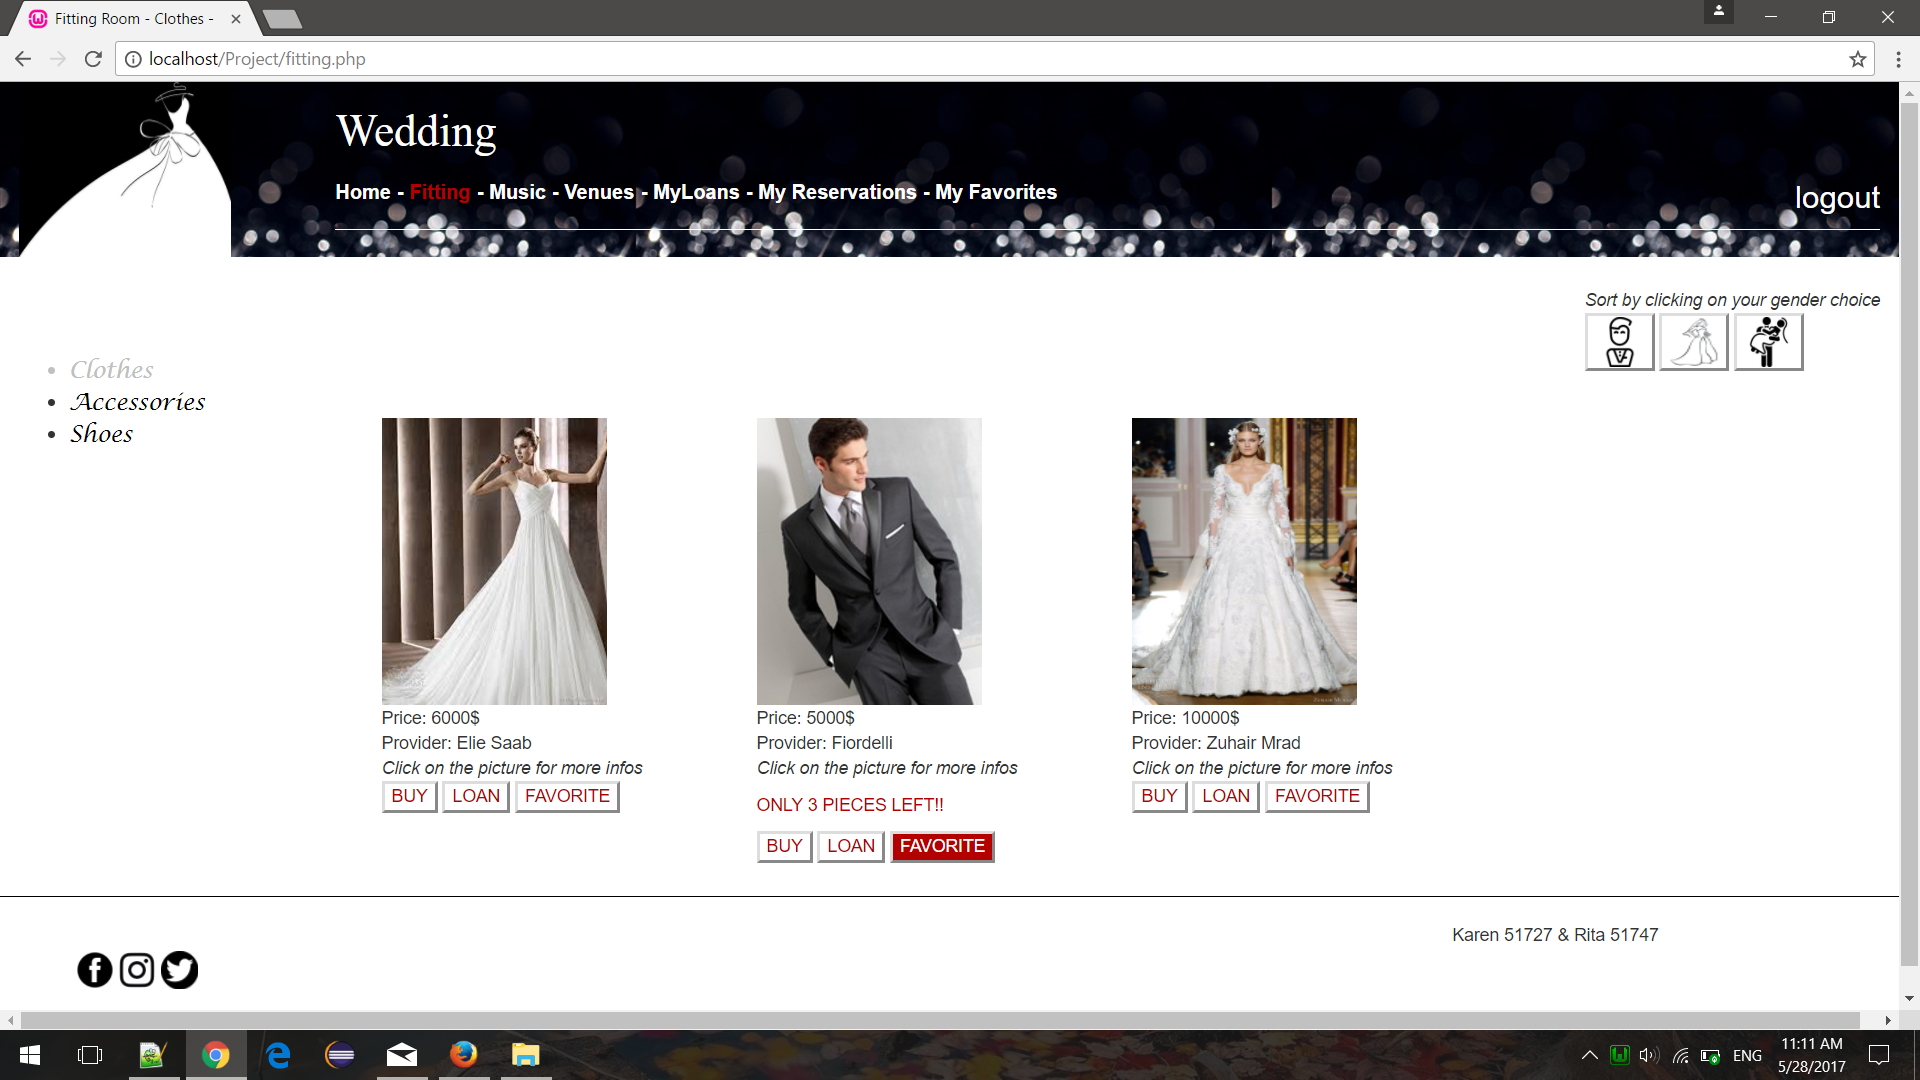 Fitting Room - Clothes -
localhost/Project/fitting.php
Wedding
Home - Fitting - Music - Venues - MyLoans - My Reservations - My Favorites
logout
Sort by clicking on your gender choice
Clothes
Accessories
Shoes
Price: 6000$
Provider: Elie Saab
Click on the picture for more infos
BUY LOAN FAVORITE
Price: 5000$
Provider: Fiordelli
Click on the picture for more infos
ONLY 3 PIECES LEFT!!
BUY LOAN FAVORITE
Price: 10000$
Provider: Zuhair Mrad
Click on the picture for more infos
BUY LOAN FAVORITE
Karen 51727 & Rita 51747
ENG
11:11 AM
5/28/2017